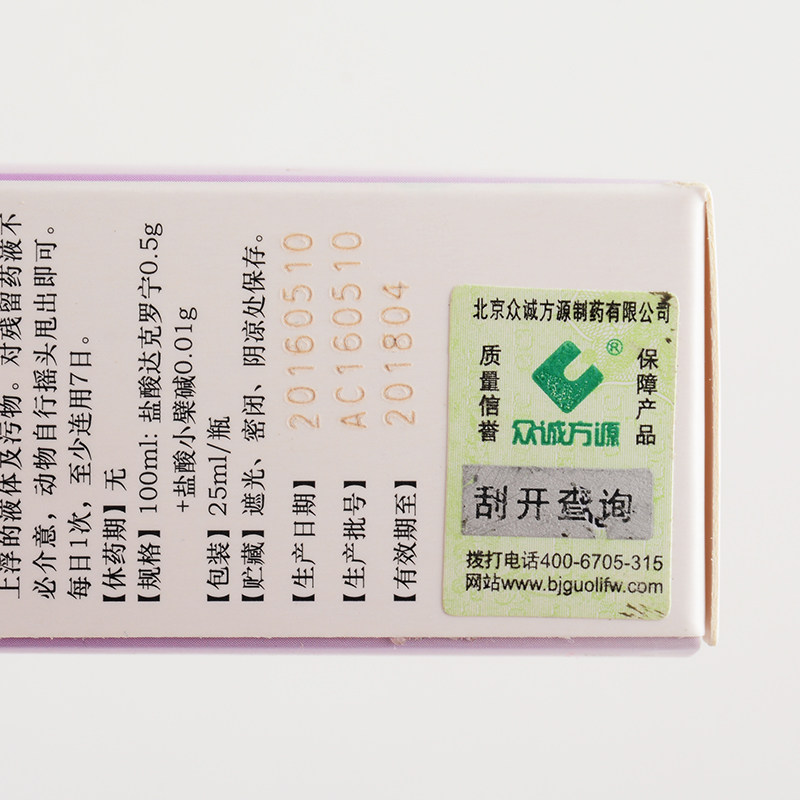 上浮的液体及污物。对残留药液不
必介意，动物自行摇头甩出即可。
每日1次，至少连用7日。
【休药期】无
【规格】100ml: 盐酸达克罗宁0.5g
+盐酸小檗碱0.01g
【包装】25ml/瓶
【贮藏】遮光、密闭、阴凉处保存。
【生产日期】20160510
【生产批号】AC160510
【有效期至】201804
北京众诚方源制药有限公司
质量信誉
®
保障产品
众诚方源
刮开查询
拨打电话400-6705-315
网站www.bjguolifw.com